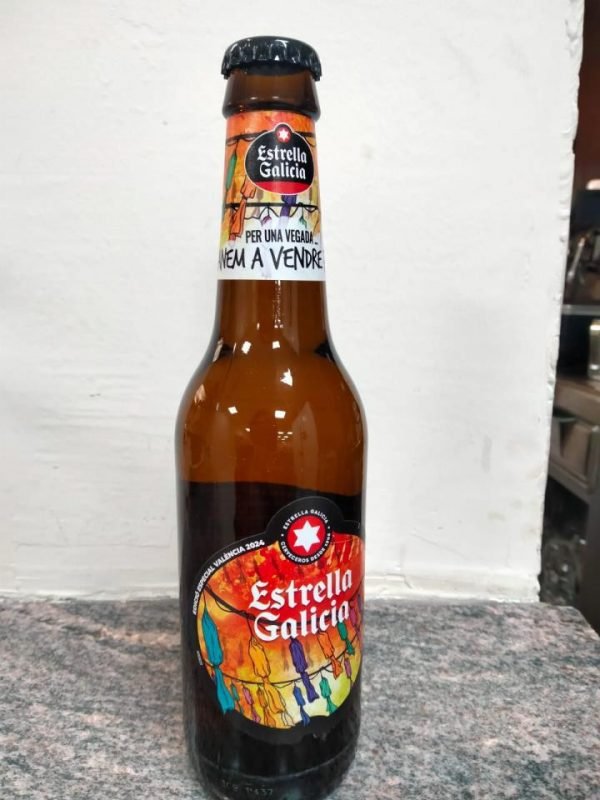 Estrella
Galicia
PER UNA VEGADA...
VEM A VENDRE
ESTRELLA GALICIA
CERVECEROS DESDE 1906
EDICIÓ ESPECIAL VALÈNCIA 2024
Estrella
Galicia